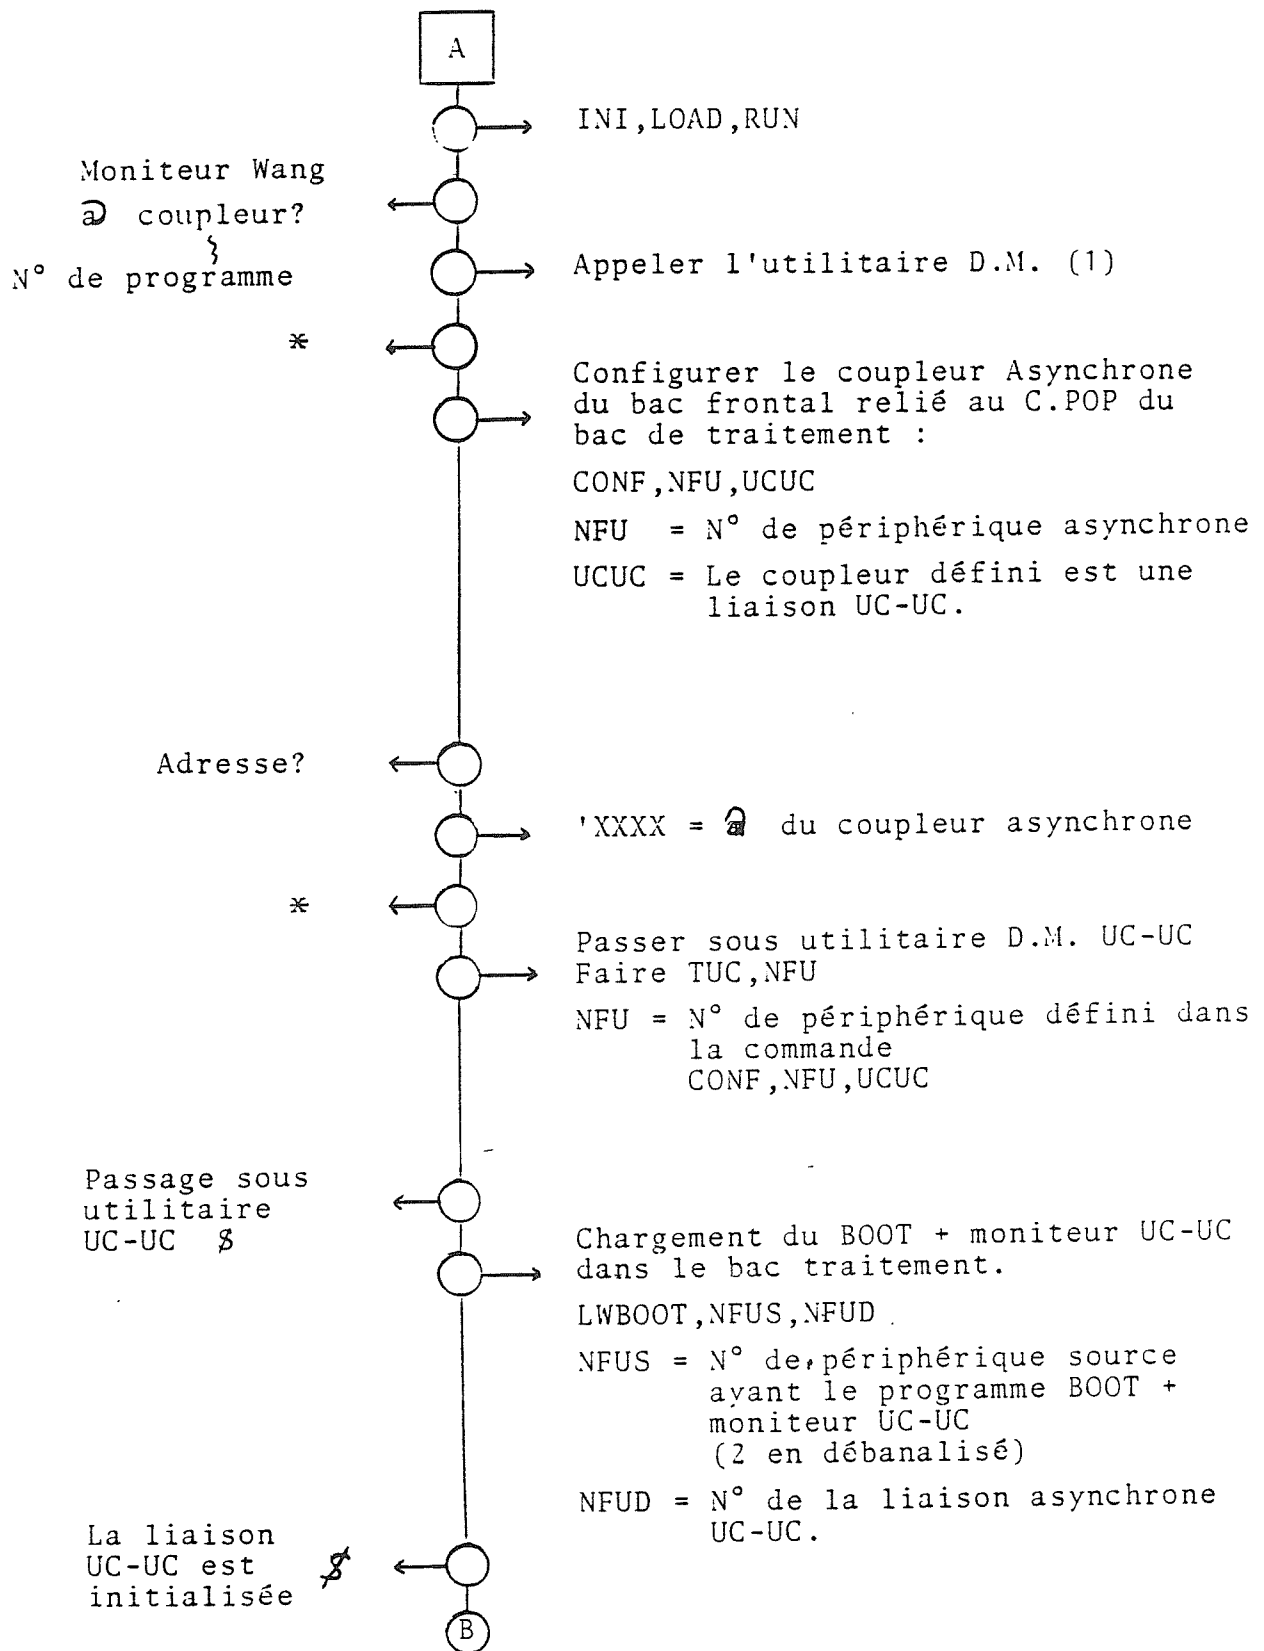 A
INI,LOAD,RUN
Moniteur Wang
coupleur?
N° de programme
Appeler l'utilitaire D.M. (1)
*
Configurer le coupleur Asynchrone
du bac frontal relié au C.POP du
bac de traitement :
CONF,NFU,UCUC
NFU = N° de périphérique asynchrone
UCUC = Le coupleur défini est une
liaison UC-UC.
Adresse?
'XXXX = du coupleur asynchrone
*
Passer sous utilitaire D.M. UC-UC
Faire TUC,NFU
NFU = N° de périphérique défini dans
la commande
CONF,NFU,UCUC
Passage sous
utilitaire
UC-UC $
Chargement du BOOT + moniteur UC-UC
dans le bac traitement.
LWBOOT,NFUS,NFUD
NFUS = N° de périphérique source
ayant le programme BOOT +
moniteur UC-UC
(2 en débanalisé)
NFUD = N° de la liaison asynchrone
UC-UC.
La liaison
UC-UC est $
initialisée
B